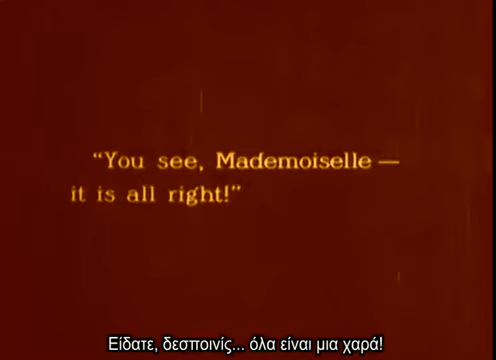 “You see, Mademoiselle —
it is all right!”
Είδατε, δεσποινίς... όλα είναι μια χαρά!